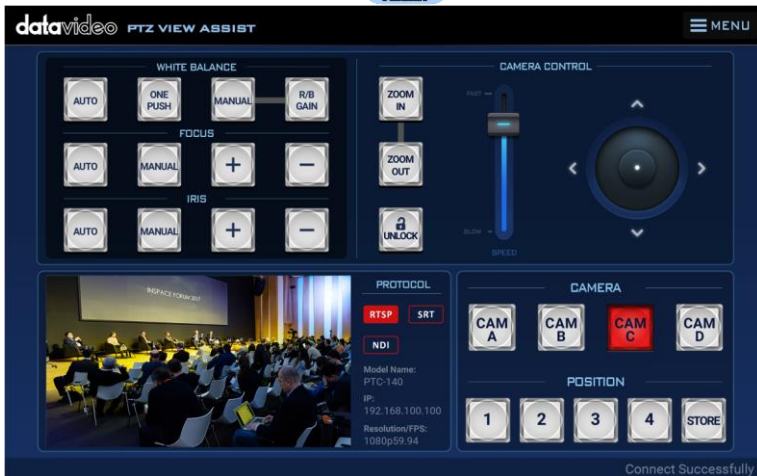 datavideo PTZ VIEW ASSIST
MENU
WHITE BALANCE
AUTO
ONE
PUSH
MANUAL
R/B
GAIN
FOCUS
AUTO
MANUAL
+
−
IRIS
AUTO
MANUAL
+
−
CAMERA CONTROL
ZOOM
IN
ZOOM
OUT
UNLOCK
FAST
SLOW
SPEED
INSPACE FORUM 2017
PROTOCOL
RTSP
SRT
NDI
Model Name:
PTC-140
IP:
192.168.100.100
Resolution/FPS:
1080p59.94
CAMERA
CAM
A
CAM
B
CAM
C
CAM
D
POSITION
1
2
3
4
STORE
Connect Successfully